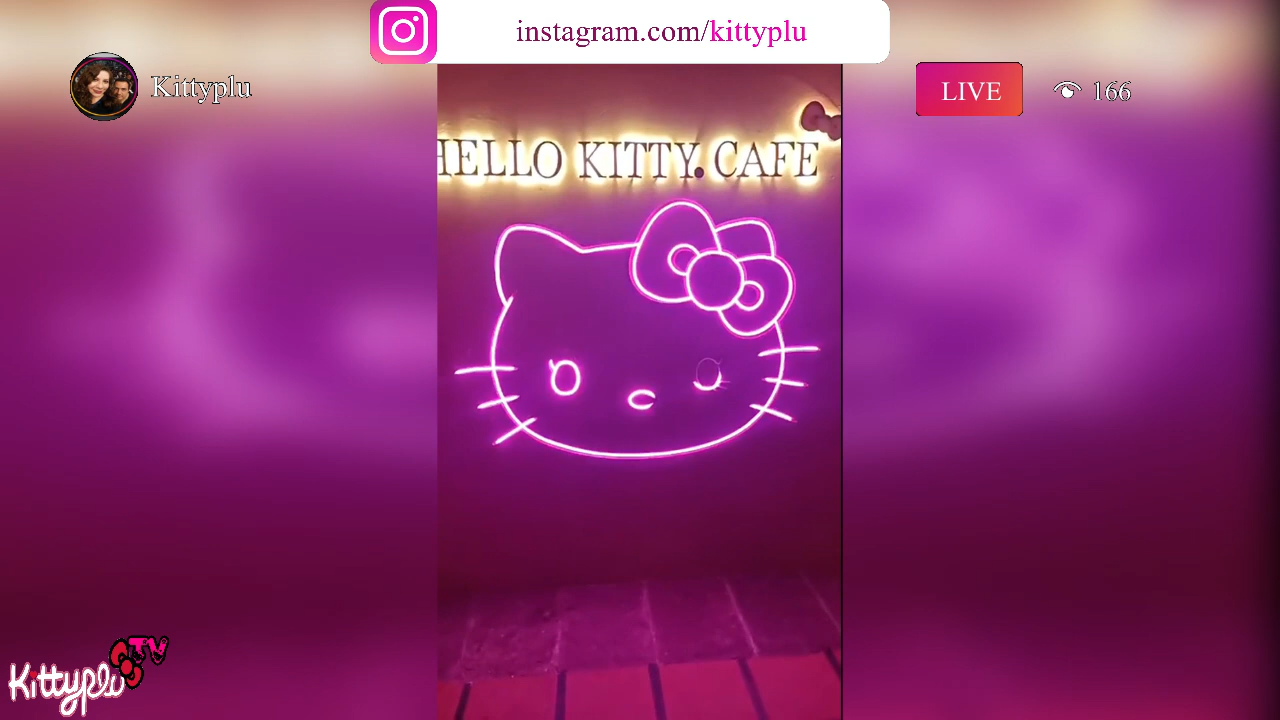 instagram.com/kittyplu
Kittyplu
LIVE
166
HELLO KITTY CAFE
Kittyplu TV